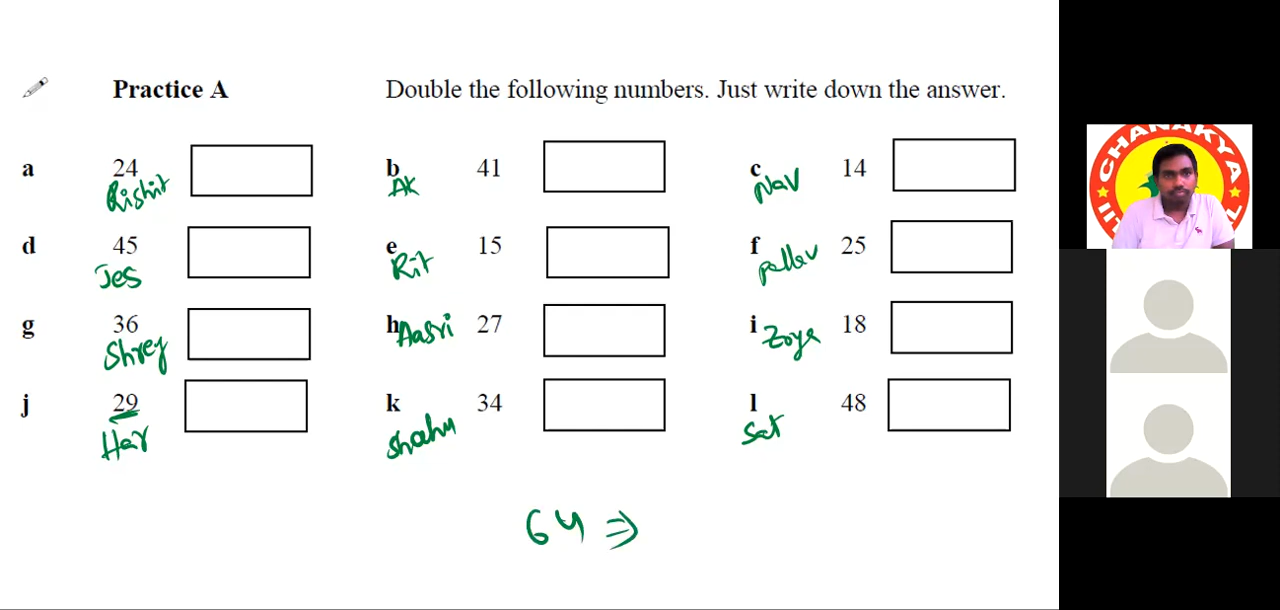 Practice A Double the following numbers. Just write down the answer.
a 24 b 41 c 14
Rishit AK Nav
d 45 e 15 f 25
Jes Rit pallav
g 36 h 27 i 18
Shrey Aasri Zoya
j 29 k 34 l 48
Har Shahu Sat
64 ⇒
CHANAKYA